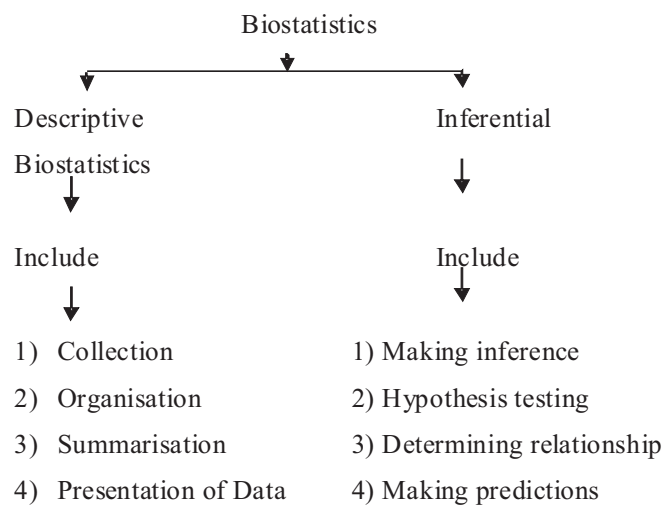 Biostatistics
Descriptive
Biostatistics
Inferential
Include
Include
1) Collection
2) Organisation
3) Summarisation
4) Presentation of Data
1) Making inference
2) Hypothesis testing
3) Determining relationship
4) Making predictions